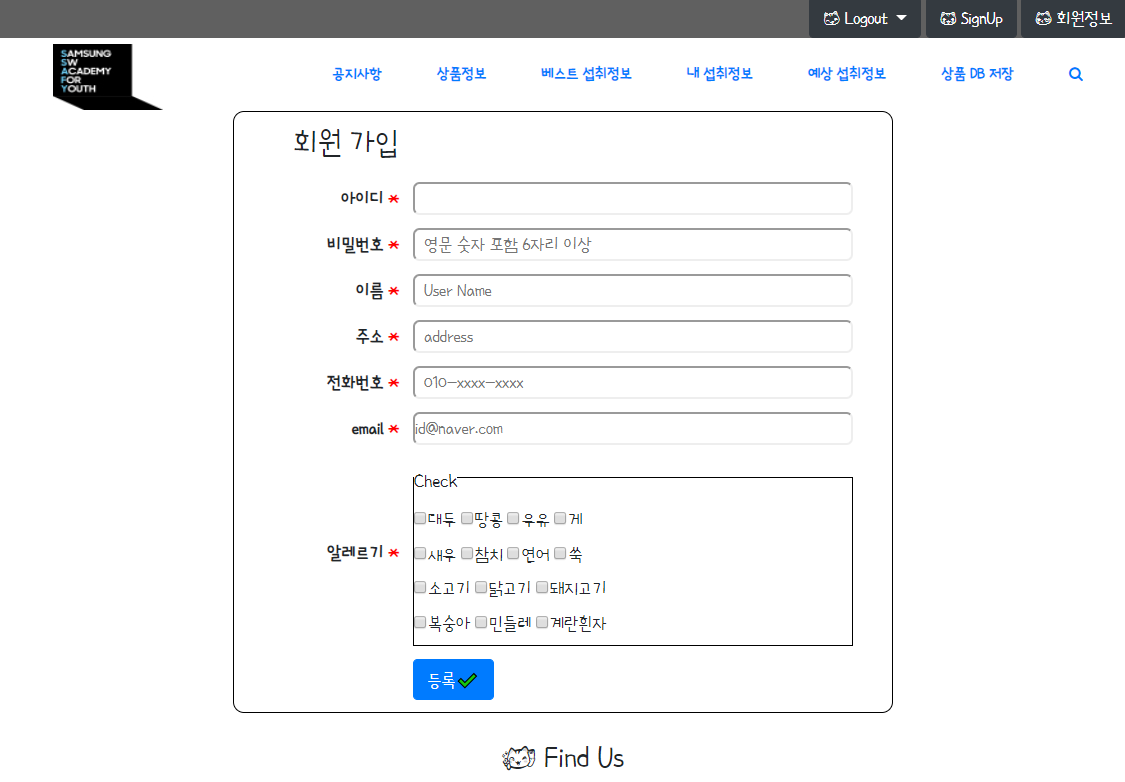 Logout SignUp 회원정보
SAMSUNG
SW
ACADEMY
FOR
YOUTH
공지사항 상품정보 베스트 섭취정보 내 섭취정보 예상 섭취정보 상품 DB 저장
회원 가입
아이디 *
비밀번호 * 영문 숫자 포함 6자리 이상
이름 * User Name
주소 * address
전화번호 * 010-xxxx-xxxx
email * id@naver.com
알레르기 *
Check
대두 땅콩 우유 게
새우 참치 연어 쑥
소고기 닭고기 돼지고기
복숭아 민들레 계란흰자
등록
Find Us